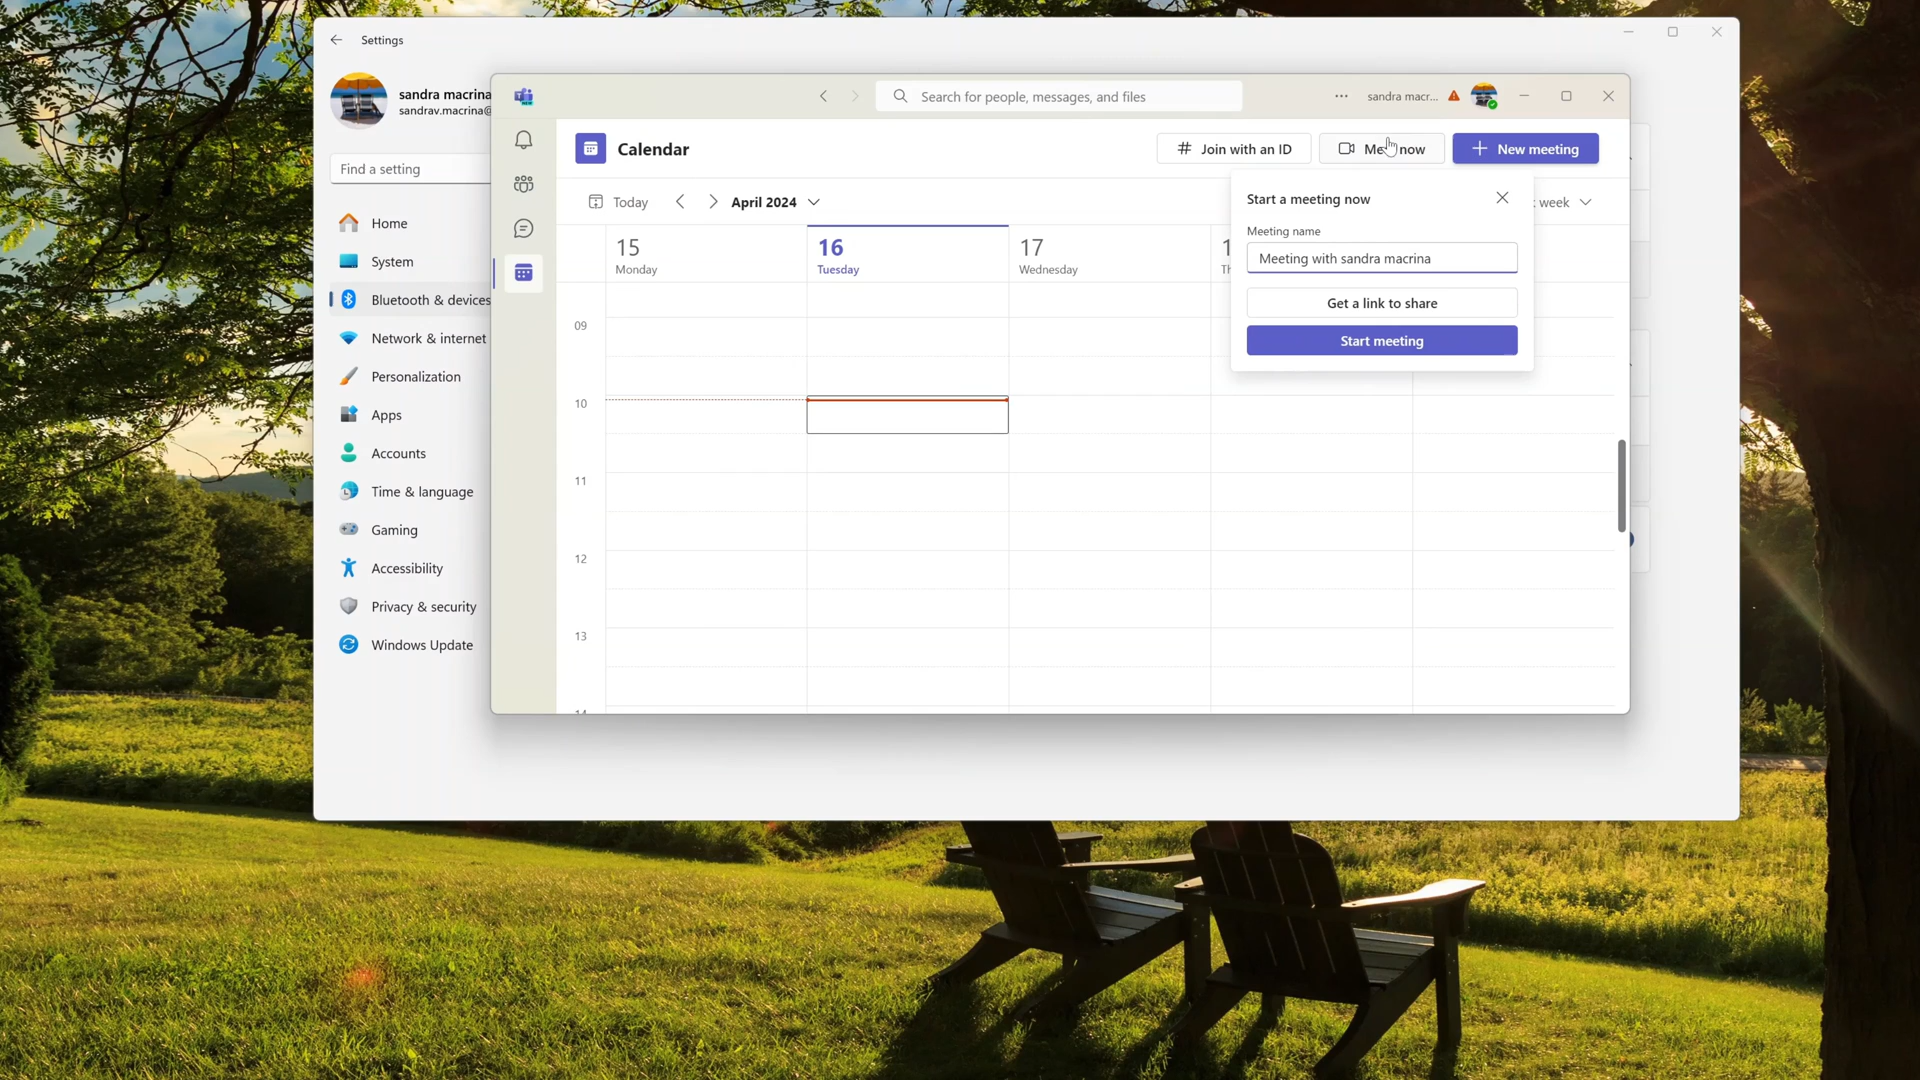 Settings
sandra macrina
sandrav.macrina@
Find a setting
Home
System
Bluetooth & devices
Network & internet
Personalization
Apps
Accounts
Time & language
Gaming
Accessibility
Privacy & security
Windows Update
Search for people, messages, and files
sandra macr...
Calendar
Join with an ID
now
New meeting
Today
April 2024
week
15
Monday
16
Tuesday
17
Wednesday
Start a meeting now
Meeting name
Meeting with sandra macrina
Get a link to share
Start meeting
09
10
11
12
13